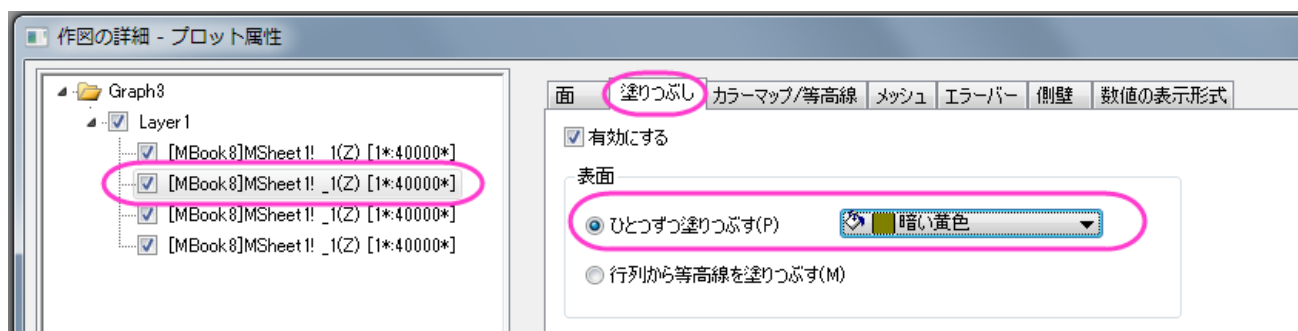 作図の詳細 - プロット属性
Graph3
Layer1
[MBook8]MSheet1! _1(Z) [1*:40000*]
[MBook8]MSheet1! _1(Z) [1*:40000*]
[MBook8]MSheet1! _1(Z) [1*:40000*]
[MBook8]MSheet1! _1(Z) [1*:40000*]
面 塗りつぶし カラーマップ/等高線 メッシュ エラーバー 側壁 数値の表示形式
有効にする
表面
ひとつずつ塗りつぶす(P) 暗い黄色
行列から等高線を塗りつぶす(M)